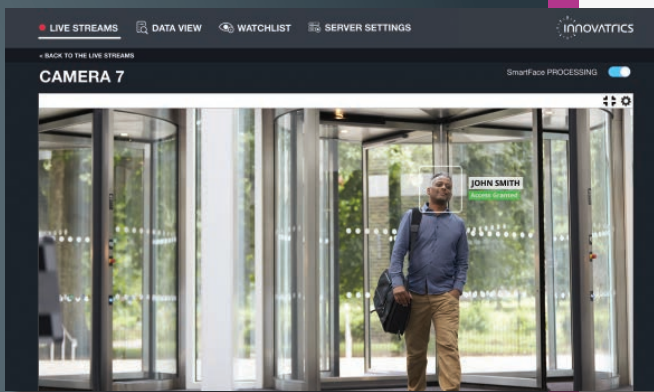 LIVE STREAMS DATA VIEW WATCHLIST SERVER SETTINGS innovatrics
« BACK TO THE LIVE STREAMS
CAMERA 7 SmartFace PROCESSING
JOHN SMITH
Access Granted